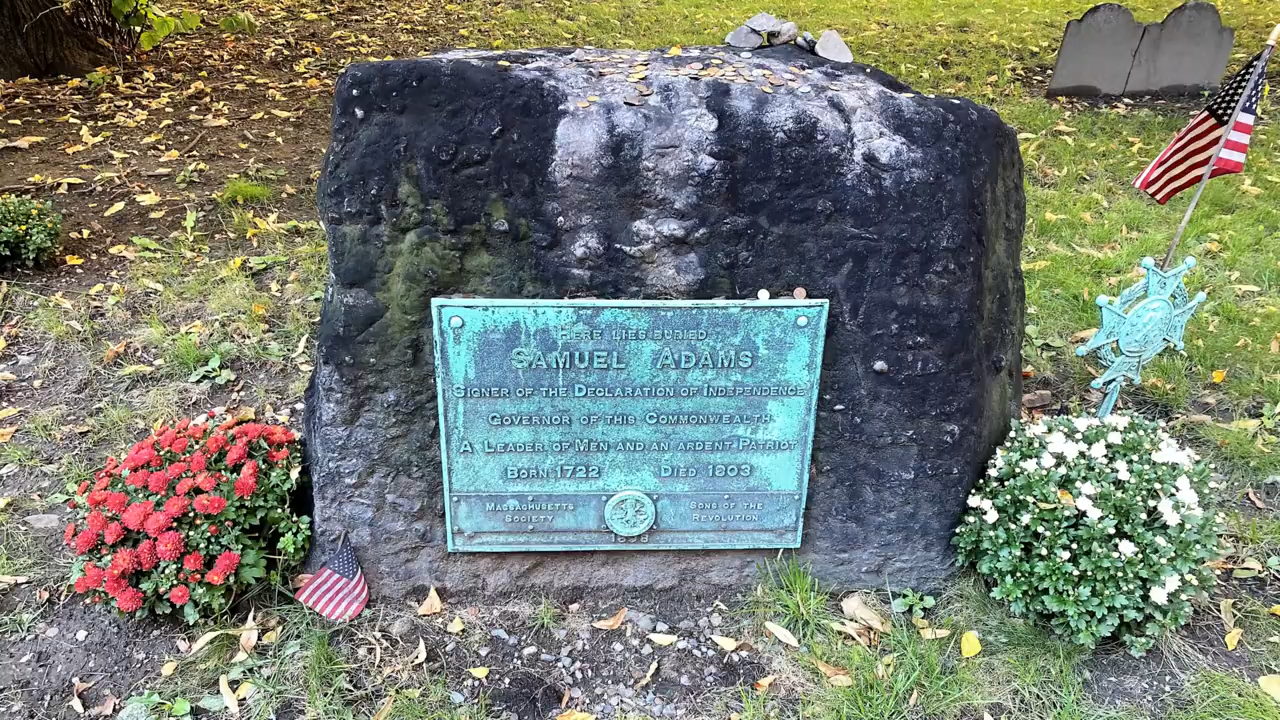 HERE LIES BURIED
SAMUEL ADAMS
SIGNER OF THE DECLARATION OF INDEPENDENCE
GOVERNOR OF THIS COMMONWEALTH
A LEADER OF MEN AND AN ARDENT PATRIOT
BORN 1722 DIED 1803
MASSACHUSETTS SONS OF THE
SOCIETY REVOLUTION
1898